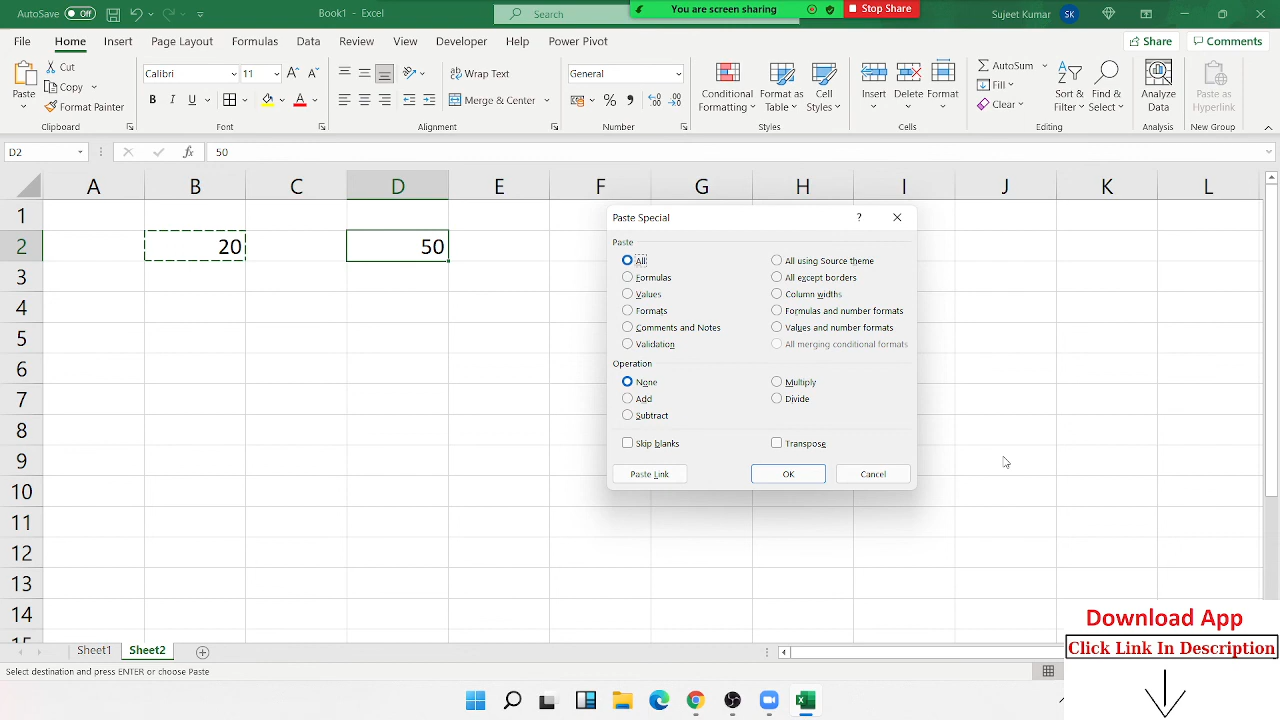 AutoSave Off Book1 - Excel Search You are screen sharing Stop Share Sujeet Kumar SK
File Home Insert Page Layout Formulas Data Review View Developer Help Power Pivot Share Comments
Paste Cut Copy Format Painter
Calibri 11
B I U A
Wrap Text
Merge & Center
General
% ,
Conditional Formatting Format as Table Cell Styles
Insert Delete Format
AutoSum Fill Clear
Sort & Filter Find & Select
Analyze Data
Paste as Hyperlink
Clipboard Font Alignment Number Styles Cells Editing Analysis New Group
D2 fx 50
A B C D E F G H I J K L
1
2 20 50
3
4
5
6
7
8
9
10
11
12
13
14
15
Paste Special ?
Paste
All All using Source theme
Formulas All except borders
Values Column widths
Formats Formulas and number formats
Comments and Notes Values and number formats
Validation All merging conditional formats
Operation
None Multiply
Add Divide
Subtract
Skip blanks Transpose
Paste Link OK Cancel
Sheet1 Sheet2
Select destination and press ENTER or choose Paste
Download App
Click Link In Description